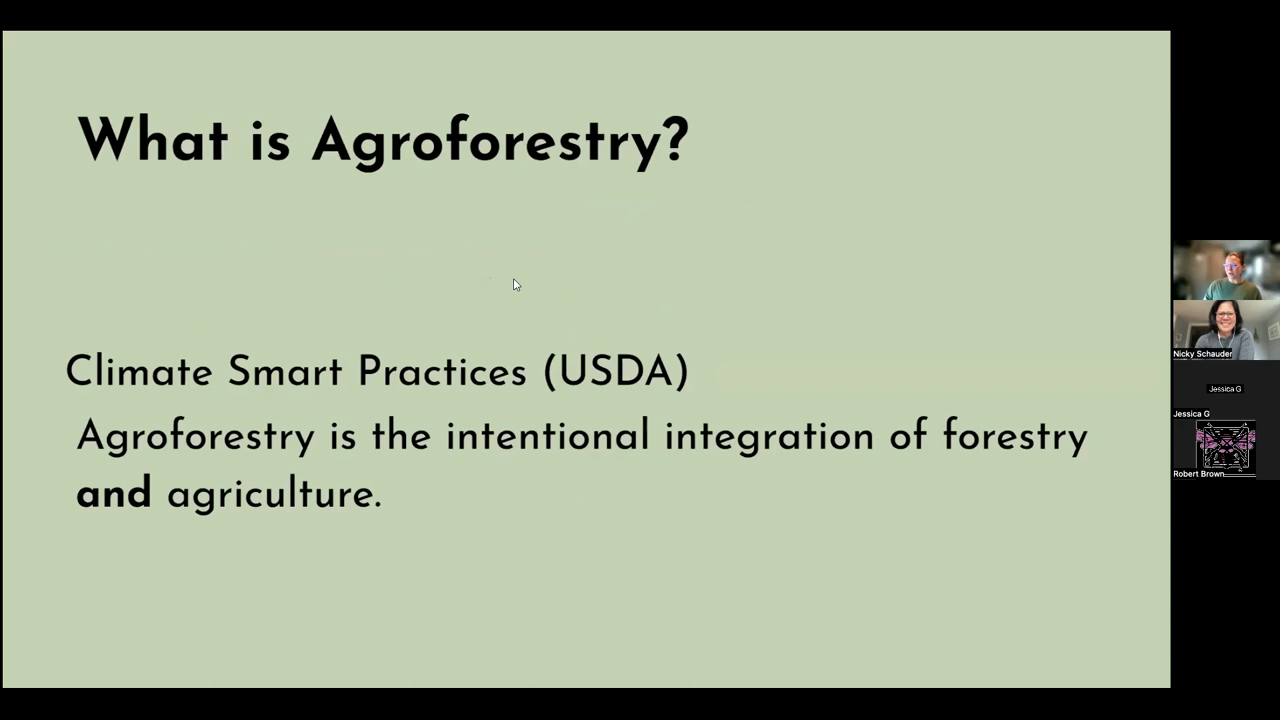 What is Agroforestry?
Climate Smart Practices (USDA)
Agroforestry is the intentional integration of forestry
and agriculture.
Nicky Schauder
Jessica G
Jessica G
Robert Brown